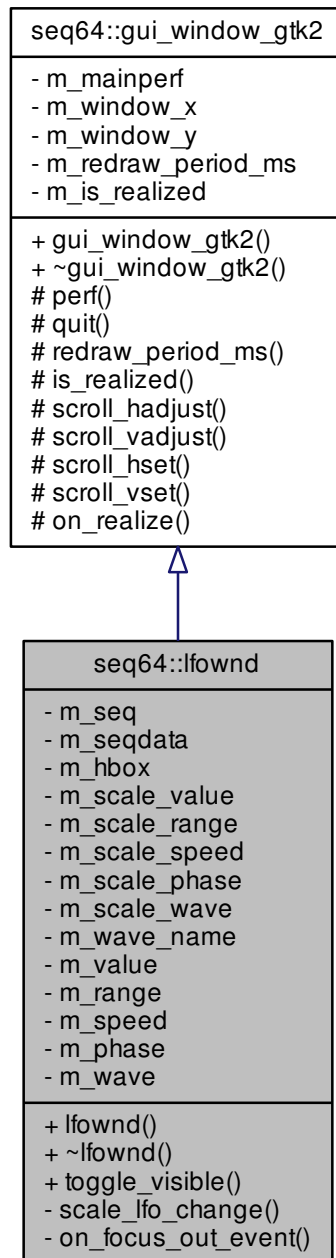 seq64::gui_window_gtk2
- m_mainperf
- m_window_x
- m_window_y
- m_redraw_period_ms
- m_is_realized
+ gui_window_gtk2()
+ ~gui_window_gtk2()
# perf()
# quit()
# redraw_period_ms()
# is_realized()
# scroll_hadjust()
# scroll_vadjust()
# scroll_hset()
# scroll_vset()
# on_realize()
seq64::lfownd
- m_seq
- m_seqdata
- m_hbox
- m_scale_value
- m_scale_range
- m_scale_speed
- m_scale_phase
- m_scale_wave
- m_wave_name
- m_value
- m_range
- m_speed
- m_phase
- m_wave
+ lfownd()
+ ~lfownd()
+ toggle_visible()
- scale_lfo_change()
- on_focus_out_event()